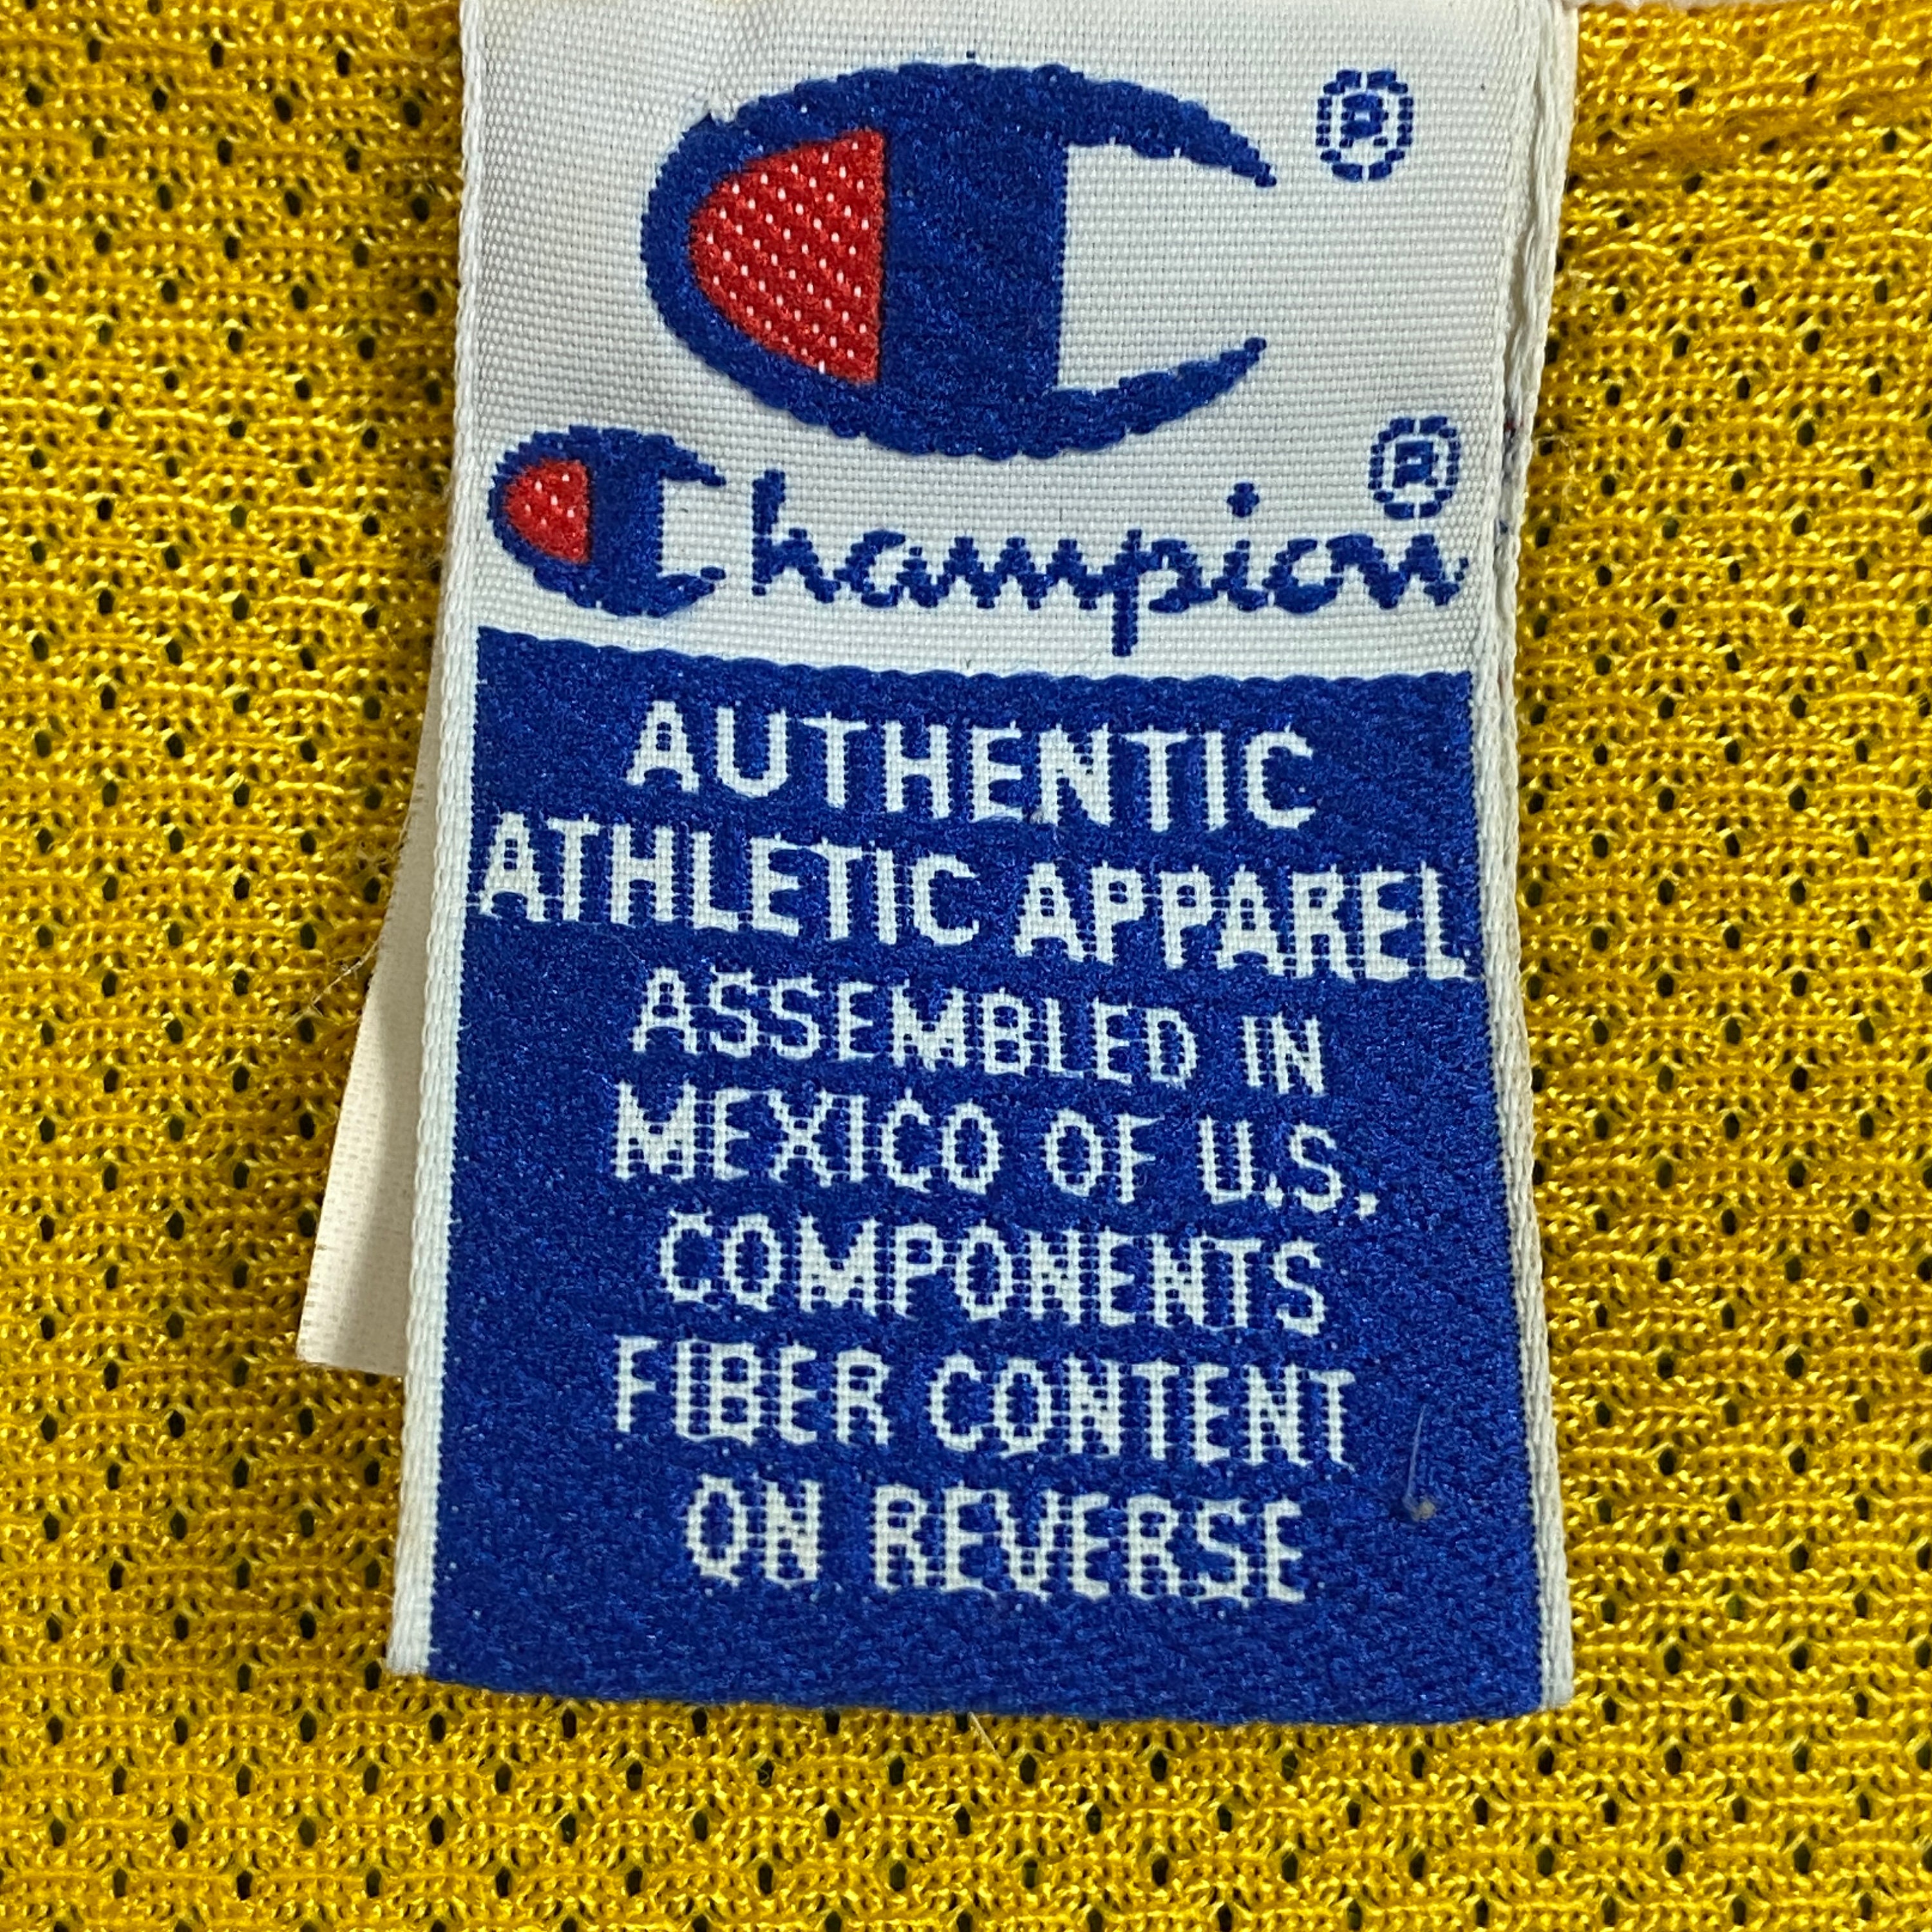 ®
Champion®
AUTHENTIC
ATHLETIC APPAREL
ASSEMBLED IN
MEXICO OF U.S.
COMPONENTS
FIBER CONTENT
ON REVERSE